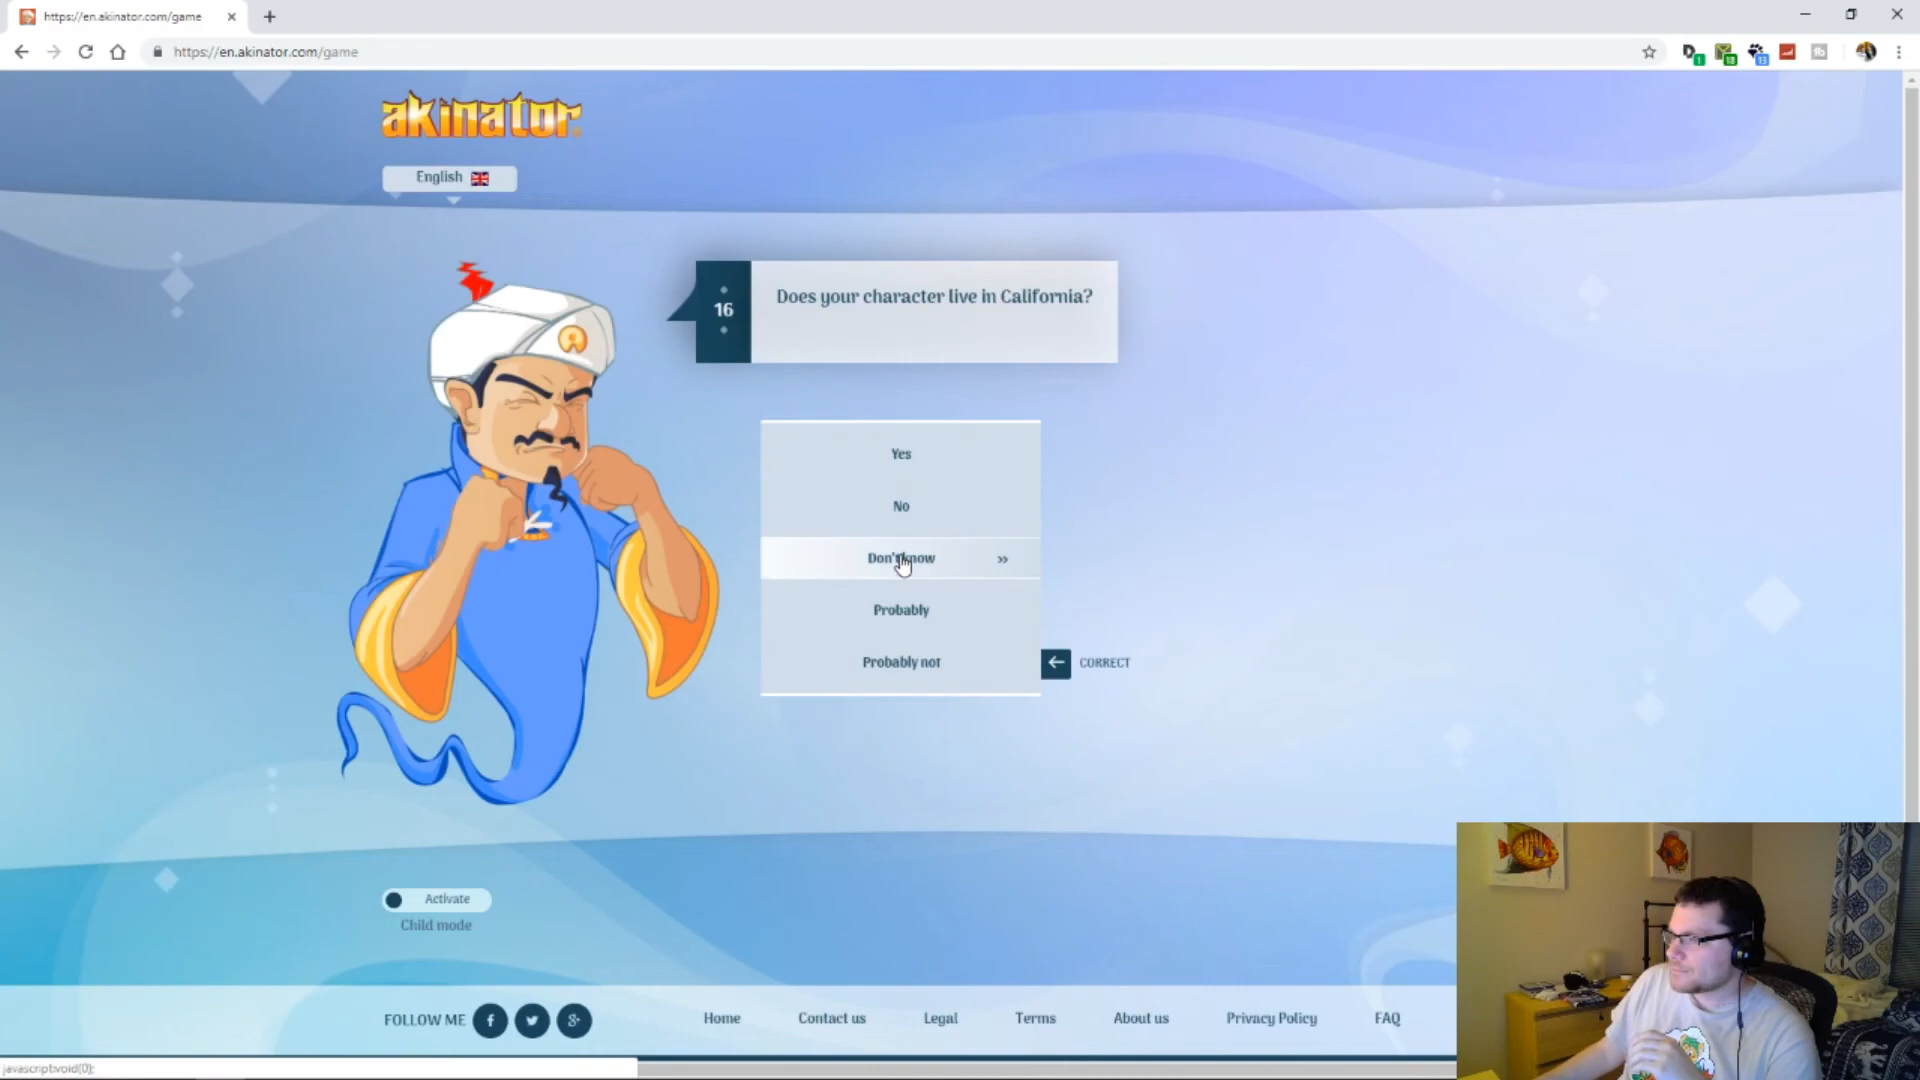 https://en.akinator.com/game
https://en.akinator.com/game
akinator
English
16
Does your character live in California?
Yes
No
Probably
Probably not
CORRECT
Activate
Child mode
FOLLOW ME
Home
Contact us
Legal
Terms
About us
Privacy Policy
FAQ
javascript:void(0);